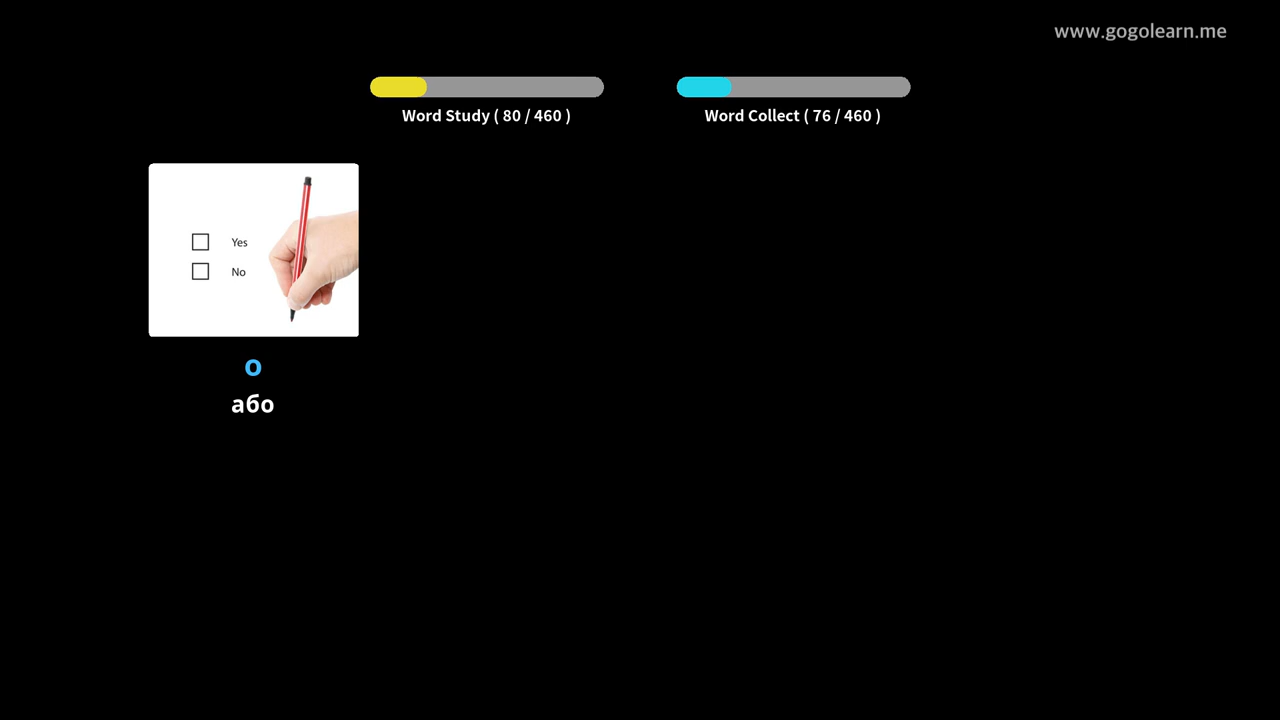 www.gogolearn.me
Word Study ( 80 / 460 )
Word Collect ( 76 / 460 )
Yes
No
o
або